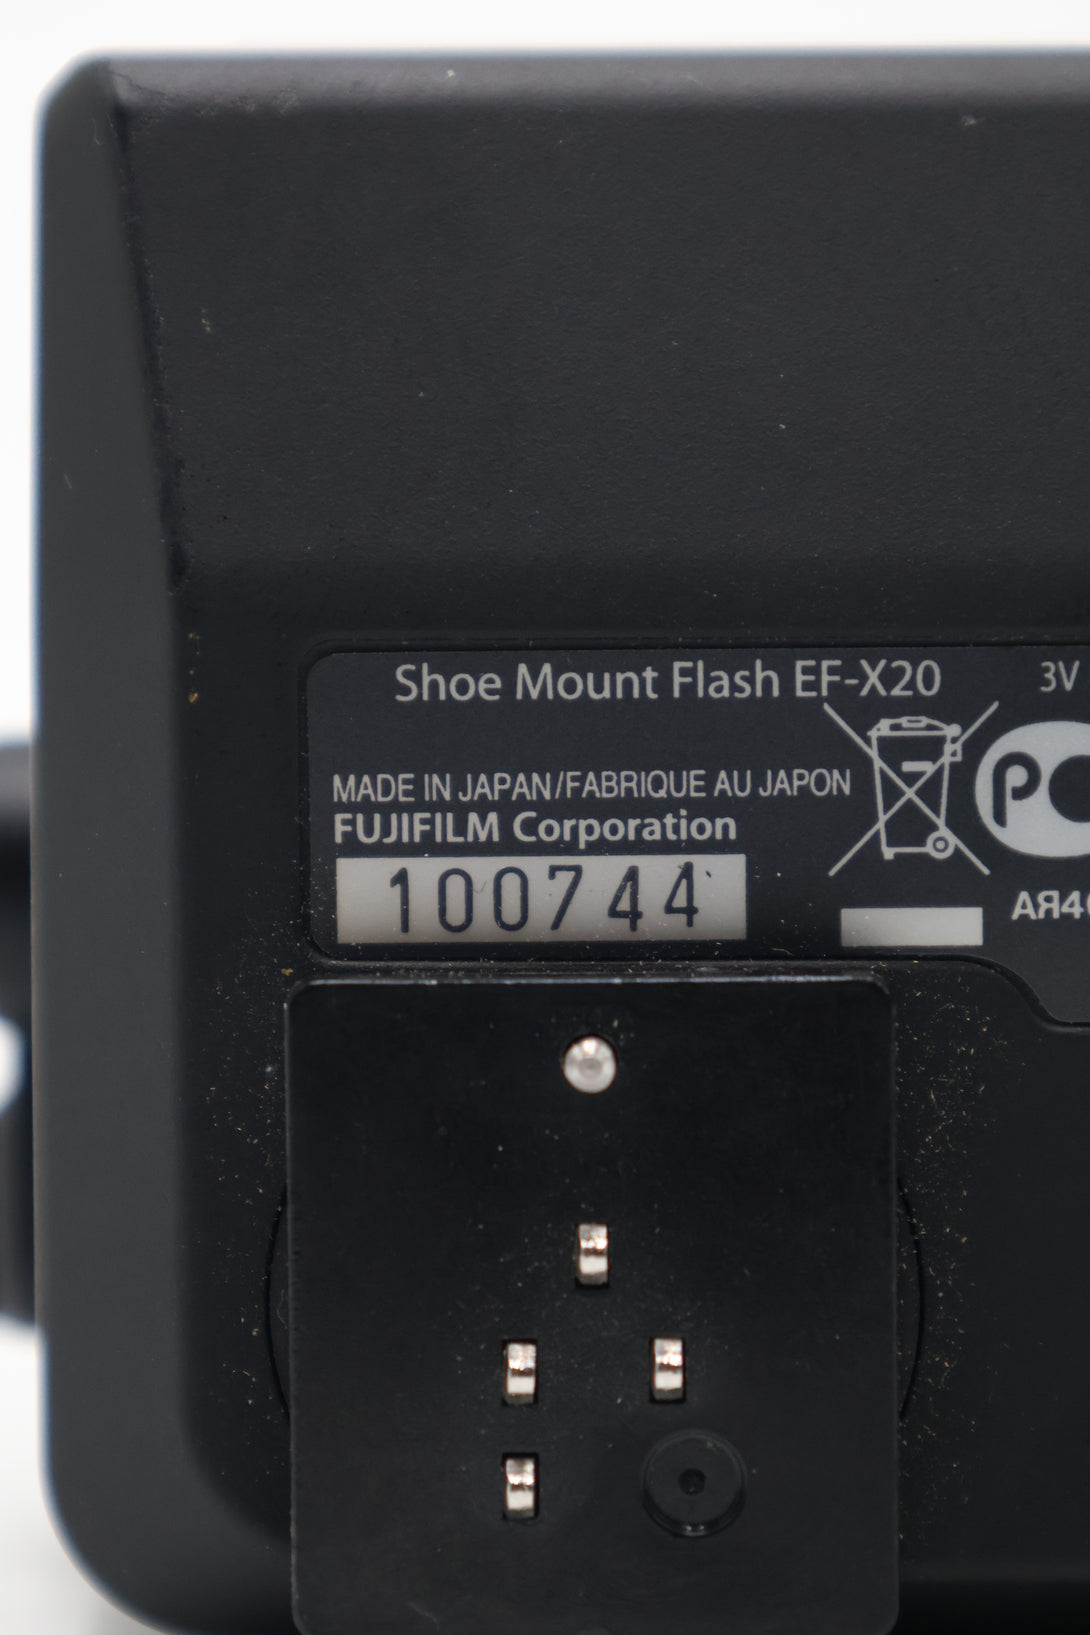 Shoe Mount Flash EF-X20 3V
MADE IN JAPAN/FABRIQUE AU JAPON
FUJIFILM Corporation
100744